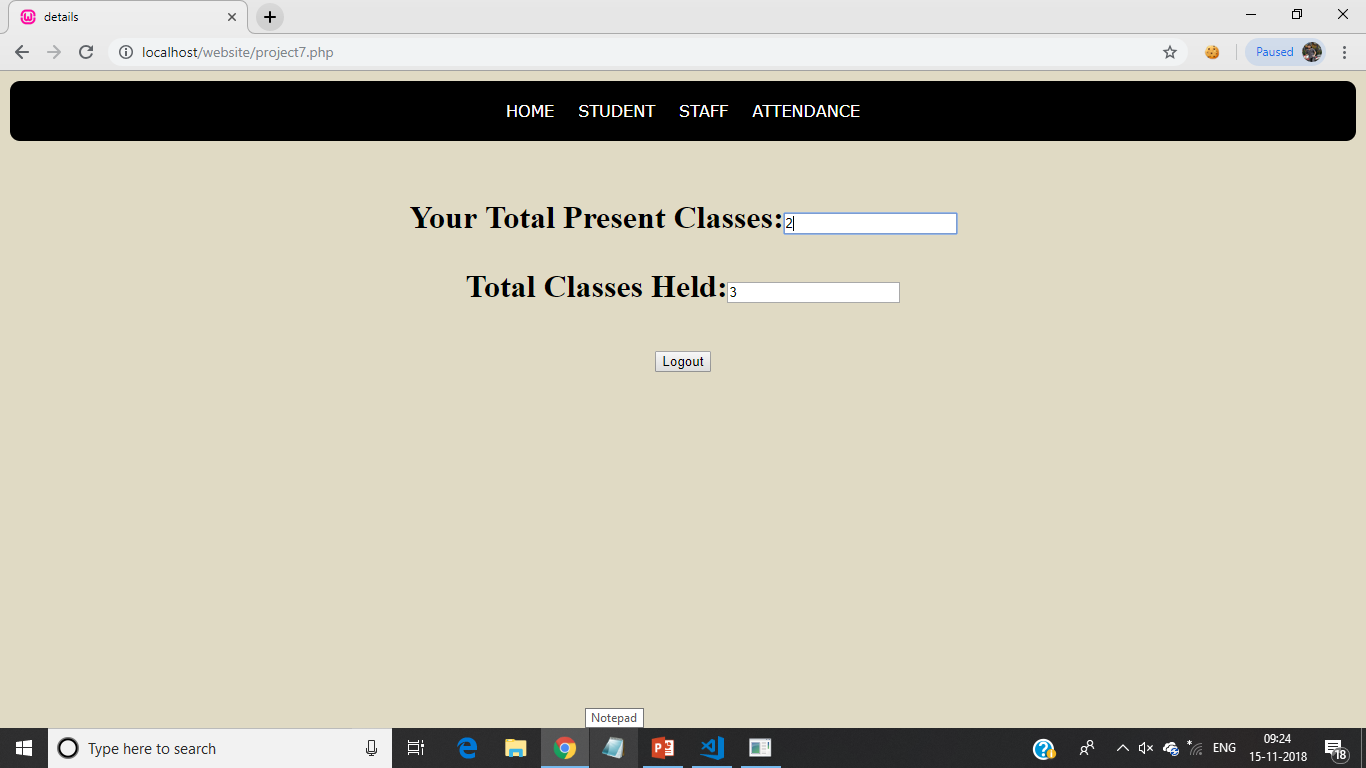 details
localhost/website/project7.php
Paused
HOME STUDENT STAFF ATTENDANCE
Your Total Present Classes:2
Total Classes Held:3
Logout
Notepad
Type here to search
ENG
09:24
15-11-2018
18